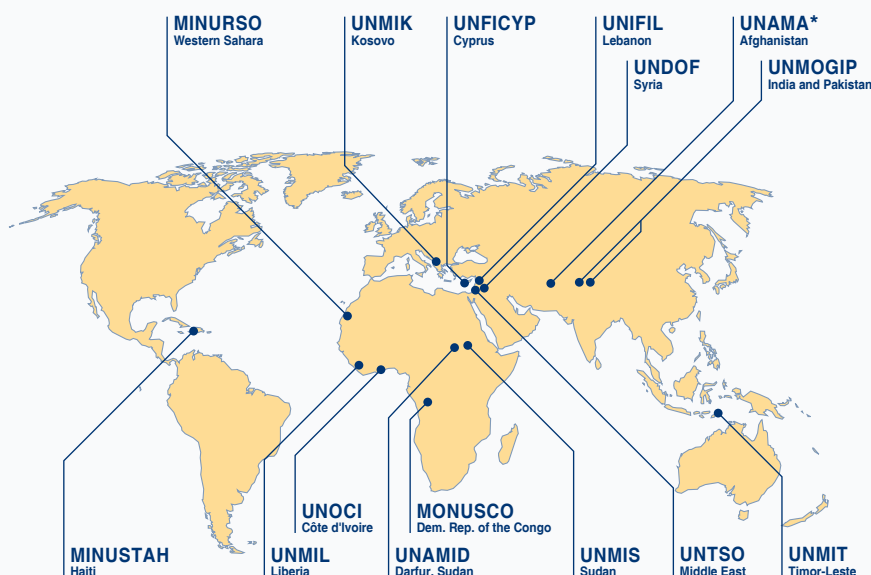 MINURSO
Western Sahara
UNMIK
Kosovo
UNFICYP
Cyprus
UNIFIL
Lebanon
UNAMA*
Afghanistan
UNDOF
Syria
UNMOGIP
India and Pakistan
UNOCI
Côte d'Ivoire
MONUSCO
Dem. Rep. of the Congo
MINUSTAH
Haiti
UNMIL
Liberia
UNAMID
Darfur, Sudan
UNMIS
Sudan
UNTSO
Middle East
UNMIT
Timor-Leste